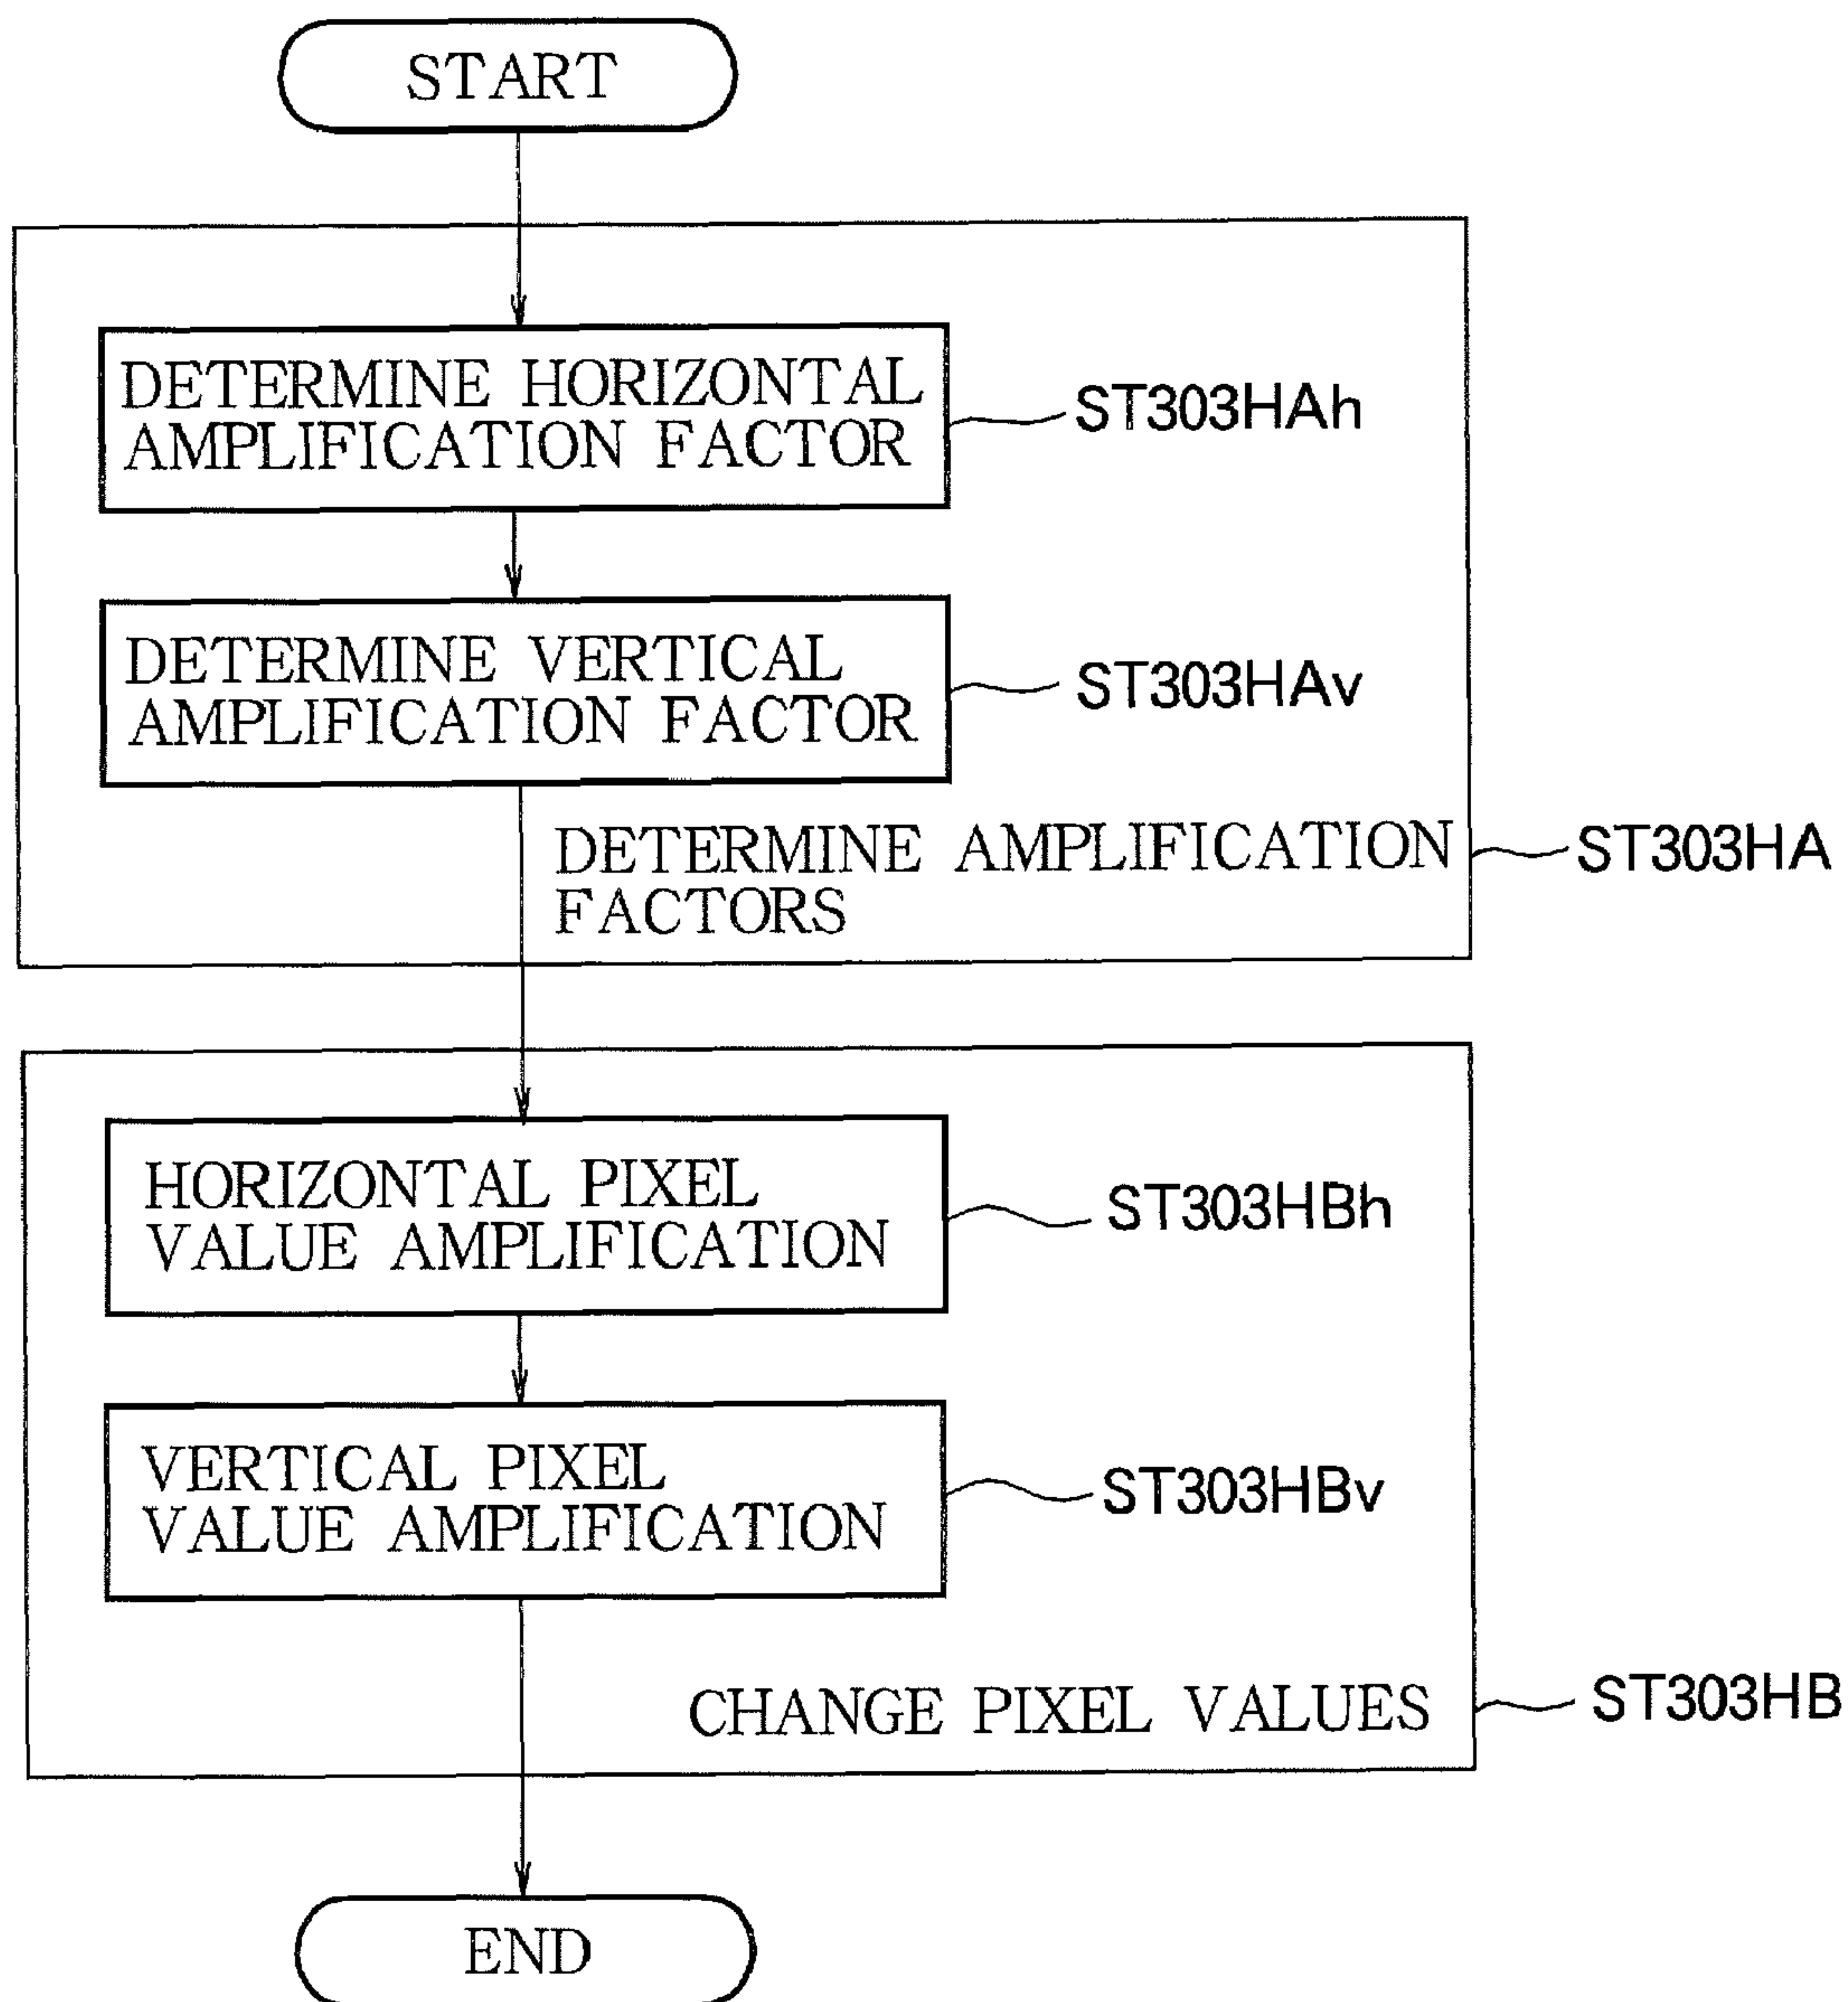 START
DETERMINE HORIZONTAL
AMPLIFICATION FACTOR
ST303HAh
DETERMINE VERTICAL
AMPLIFICATION FACTOR
ST303HAv
DETERMINE AMPLIFICATION
FACTORS
ST303HA
HORIZONTAL PIXEL
VALUE AMPLIFICATION
ST303HBh
VERTICAL PIXEL
VALUE AMPLIFICATION
ST303HBv
CHANGE PIXEL VALUES
ST303HB
END